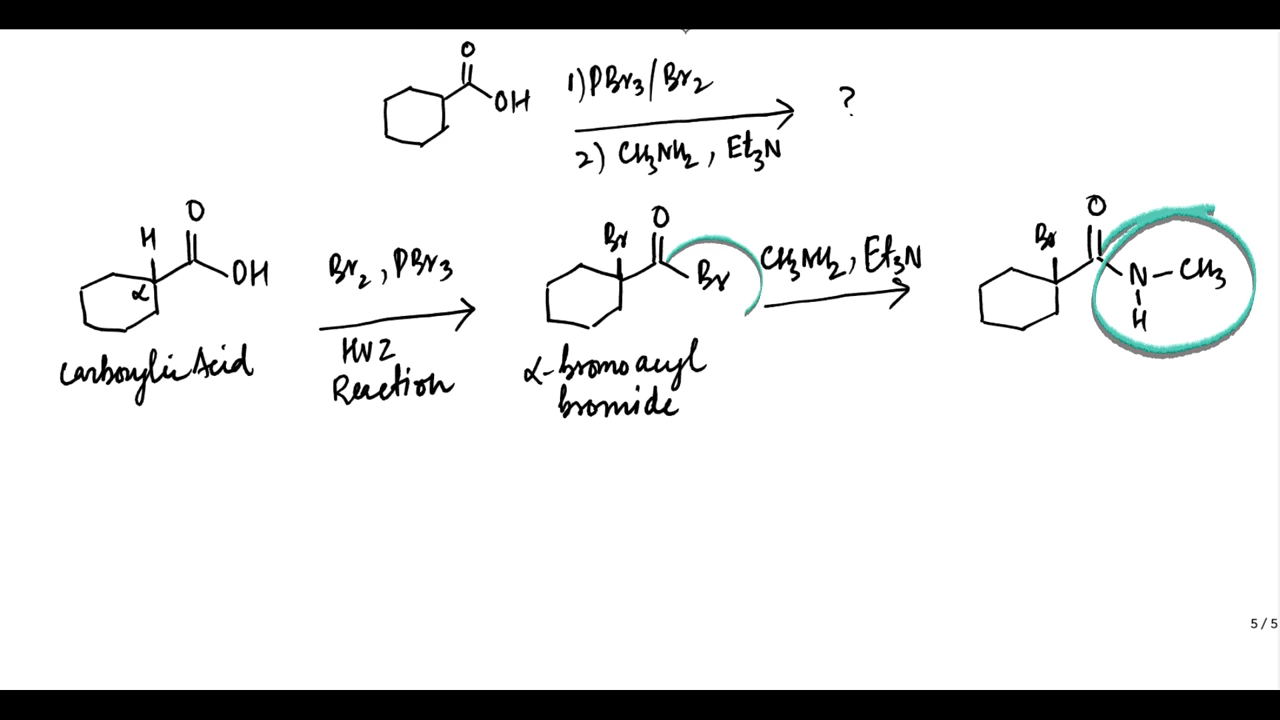 O
OH
1) PBr3/Br2
?
2) CH3NH2, Et3N
H
O
α
OH
Carboxylic Acid
Br2, PBr3
HVZ
Reaction
Br
O
Br
α-bromo acyl
bromide
CH3NH2, Et3N
Br
O
N-CH3
H
5 / 5